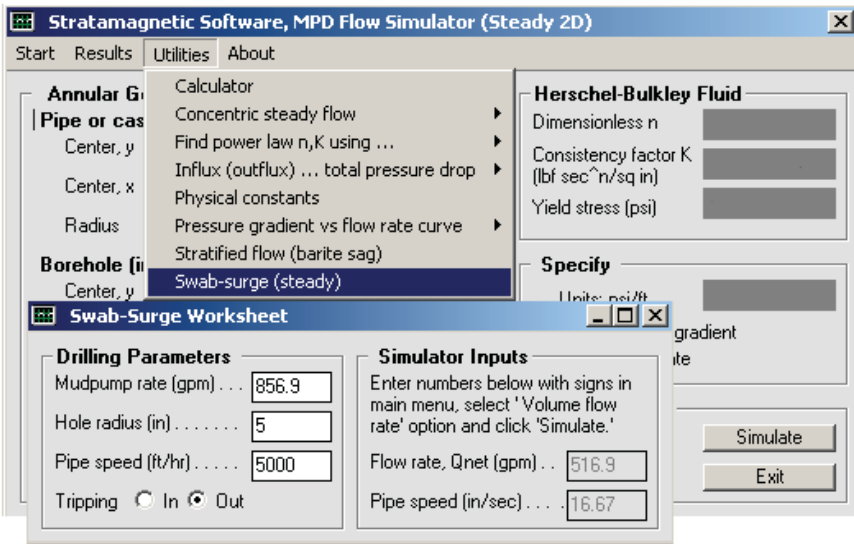 Stratamagnetic Software, MPD Flow Simulator (Steady 2D)
Start Results Utilities About
Calculator
Concentric steady flow
Find power law n,K using ...
Influx (outflux) ... total pressure drop
Physical constants
Pressure gradient vs flow rate curve
Stratified flow (barite sag)
Swab-surge (steady)
Annular G
Pipe or cas
Center, y
Center, x
Radius
Borehole (i
Center, y
Herschel-Bulkley Fluid
Dimensionless n
Consistency factor K
(lbf sec^n/sq in)
Yield stress (psi)
Specify
Units: psi/ft
gradient
te
Simulate
Exit
Swab-Surge Worksheet
Drilling Parameters
Mudpump rate (gpm) . . . 856.9
Hole radius (in) . . . . . . . 5
Pipe speed (ft/hr) . . . . . 5000
Tripping In Out
Simulator Inputs
Enter numbers below with signs in
main menu, select ' Volume flow
rate' option and click 'Simulate.'
Flow rate, Qnet (gpm) . . 516.9
Pipe speed (in/sec) . . . . 16.67